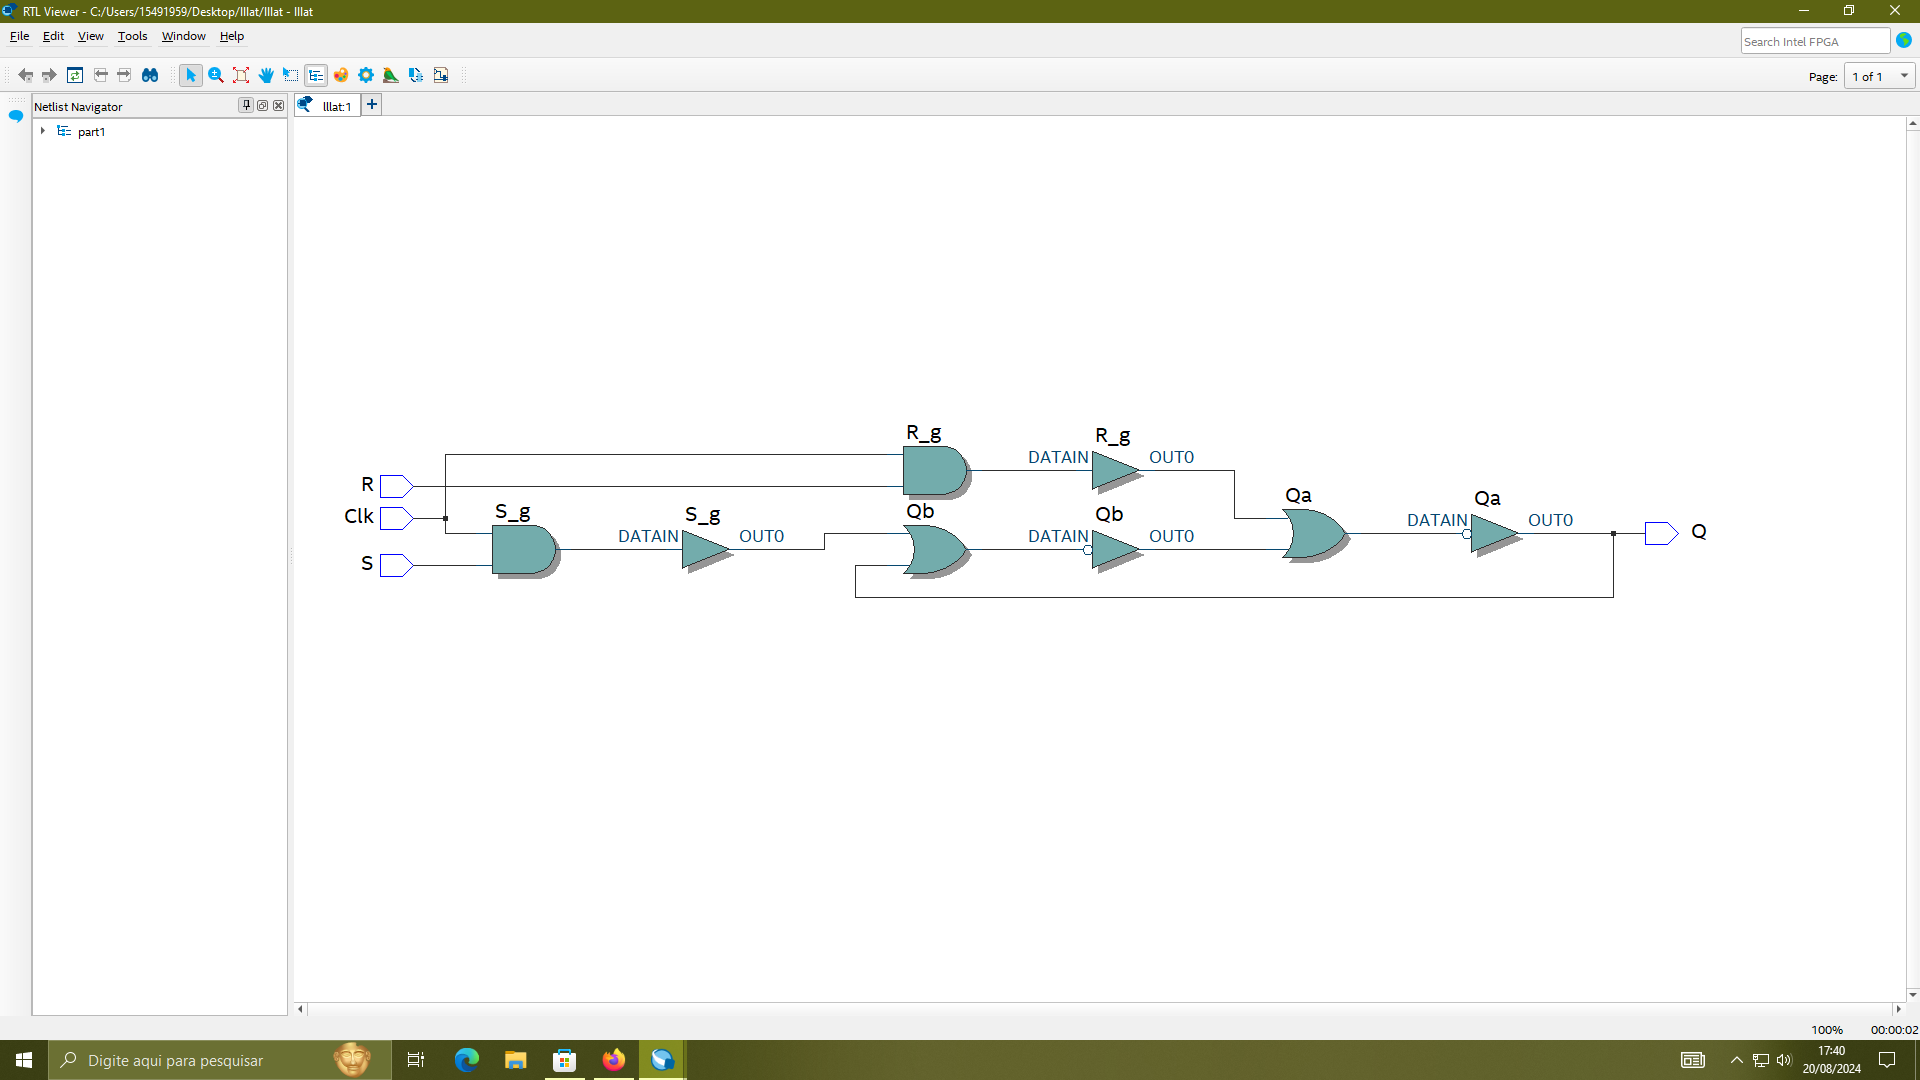 RTL Viewer - C:/Users/15491959/Desktop/lllat/lllat - lllat
File Edit View Tools Window Help
Search Intel FPGA
Page: 1 of 1
Netlist Navigator
lllat:1
part1
R_g
R_g
DATAIN
OUT0
R
Clk
S
S_g
S_g
DATAIN
OUT0
Qb
Qb
DATAIN
OUT0
Qa
Qa
DATAIN
OUT0
Q
100% 00:00:02
Digite aqui para pesquisar
17:40
20/08/2024